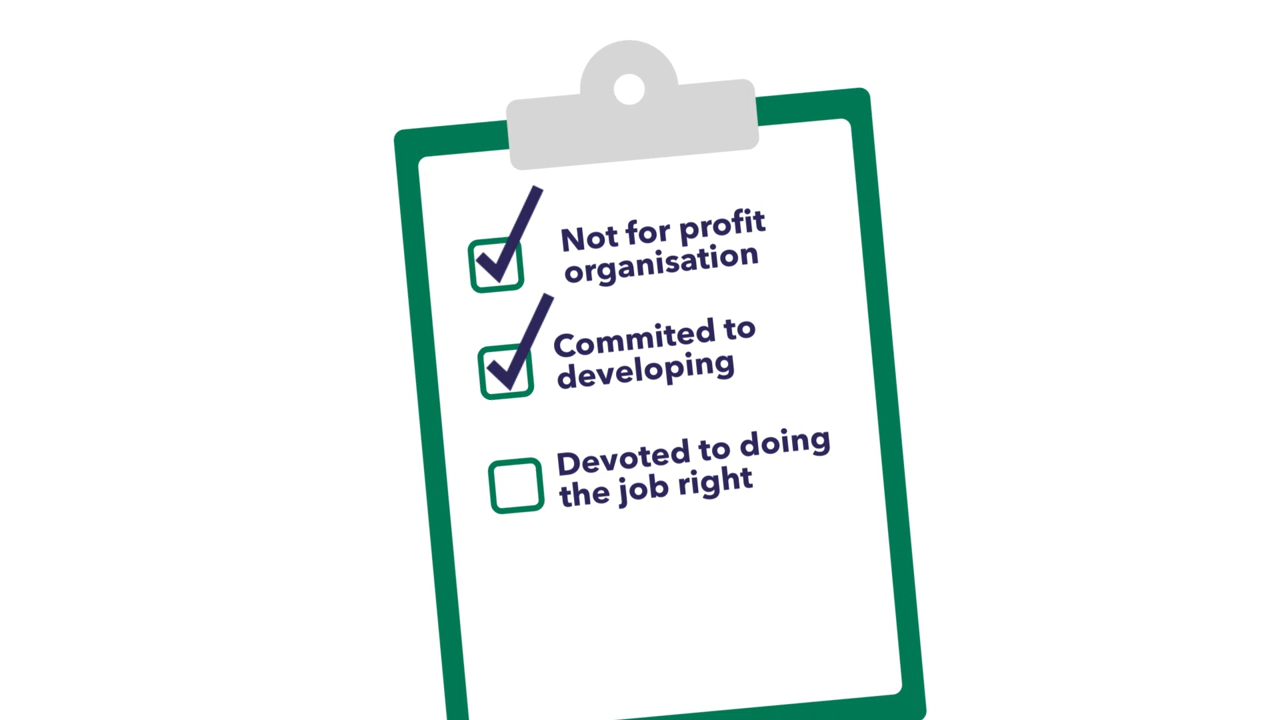 Not for profit
organisation
Commited to
developing
Devoted to doing
the job right